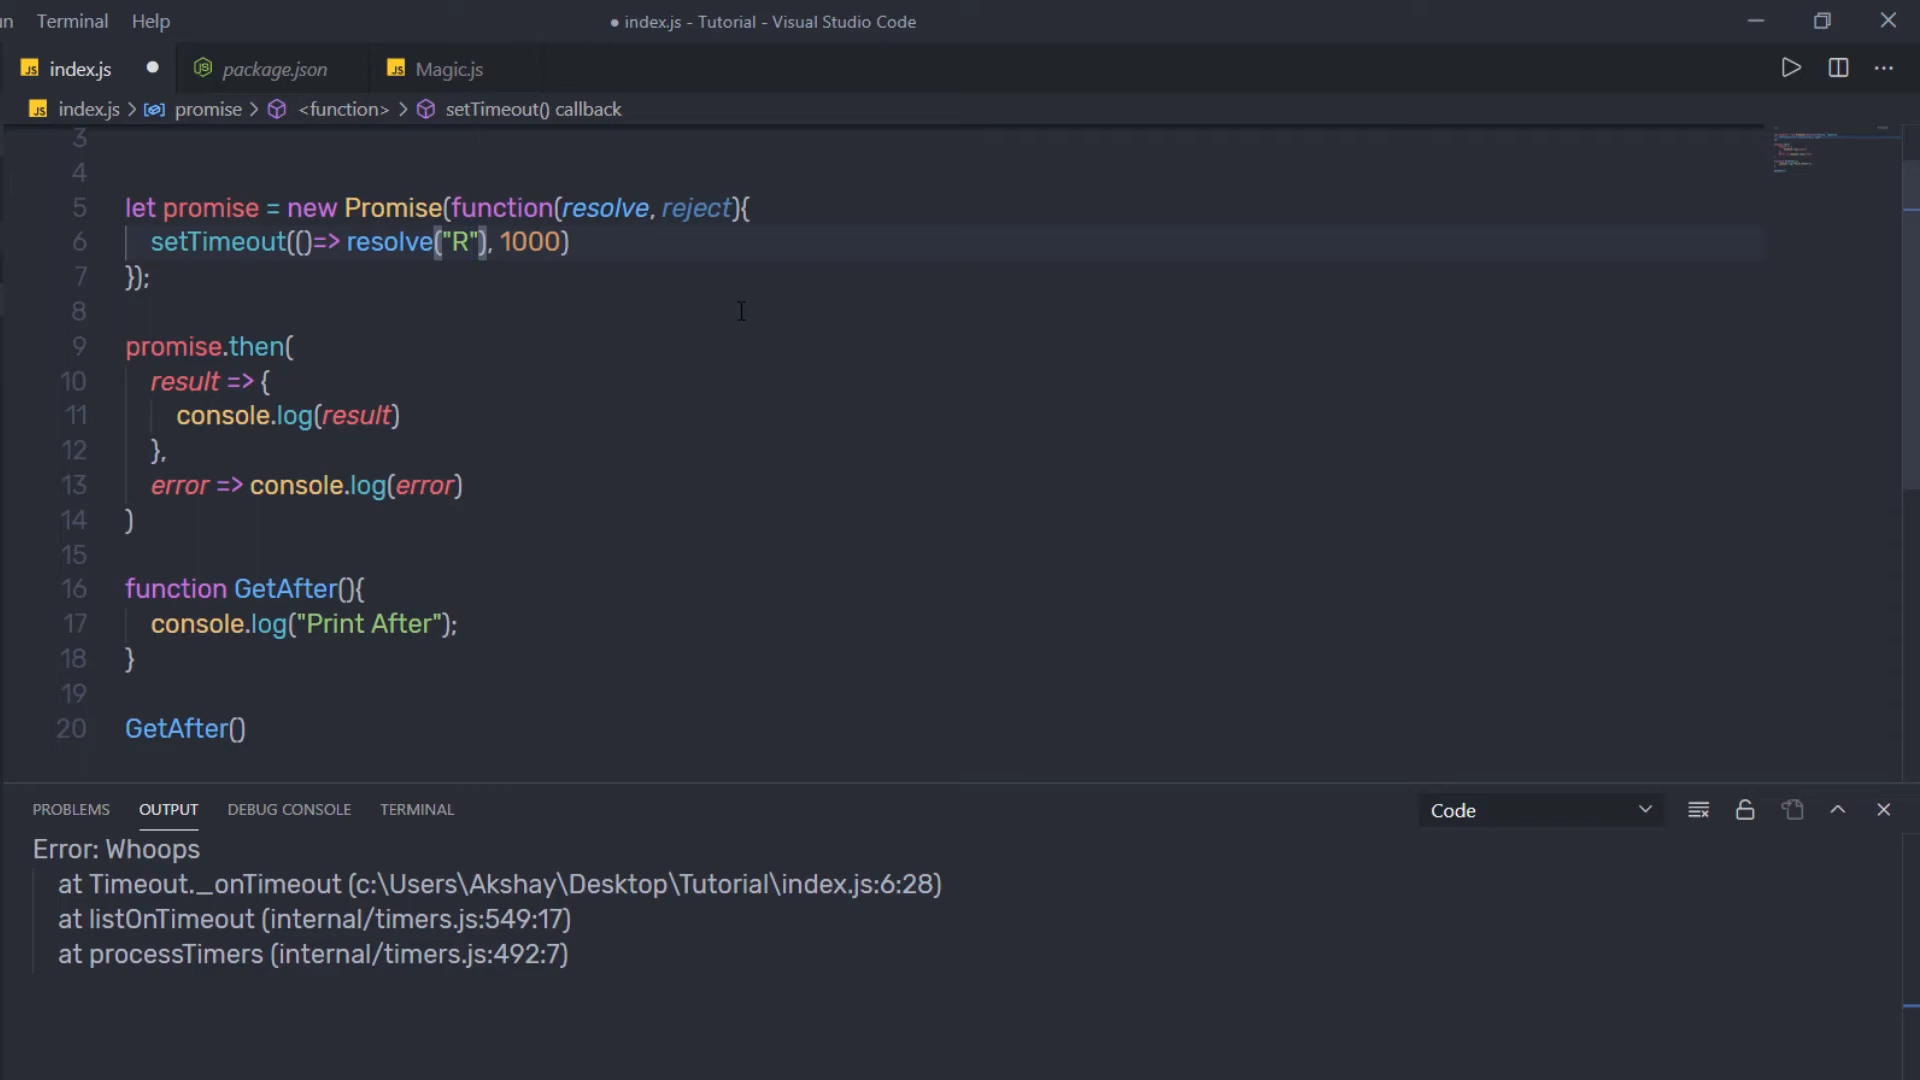 un Terminal Help
● index.js - Tutorial - Visual Studio Code
index.js package.json Magic.js
index.js > promise > <function> > setTimeout() callback
3
4
5 let promise = new Promise(function(resolve, reject){
6 setTimeout(()=> resolve("R"), 1000)
7 });
8
9 promise.then(
10 result => {
11 console.log(result)
12 },
13 error => console.log(error)
14 )
15
16 function GetAfter(){
17 console.log("Print After");
18 }
19
20 GetAfter()
PROBLEMS OUTPUT DEBUG CONSOLE TERMINAL
Code
Error: Whoops
at Timeout._onTimeout (c:\Users\Akshay\Desktop\Tutorial\index.js:6:28)
at listOnTimeout (internal/timers.js:549:17)
at processTimers (internal/timers.js:492:7)